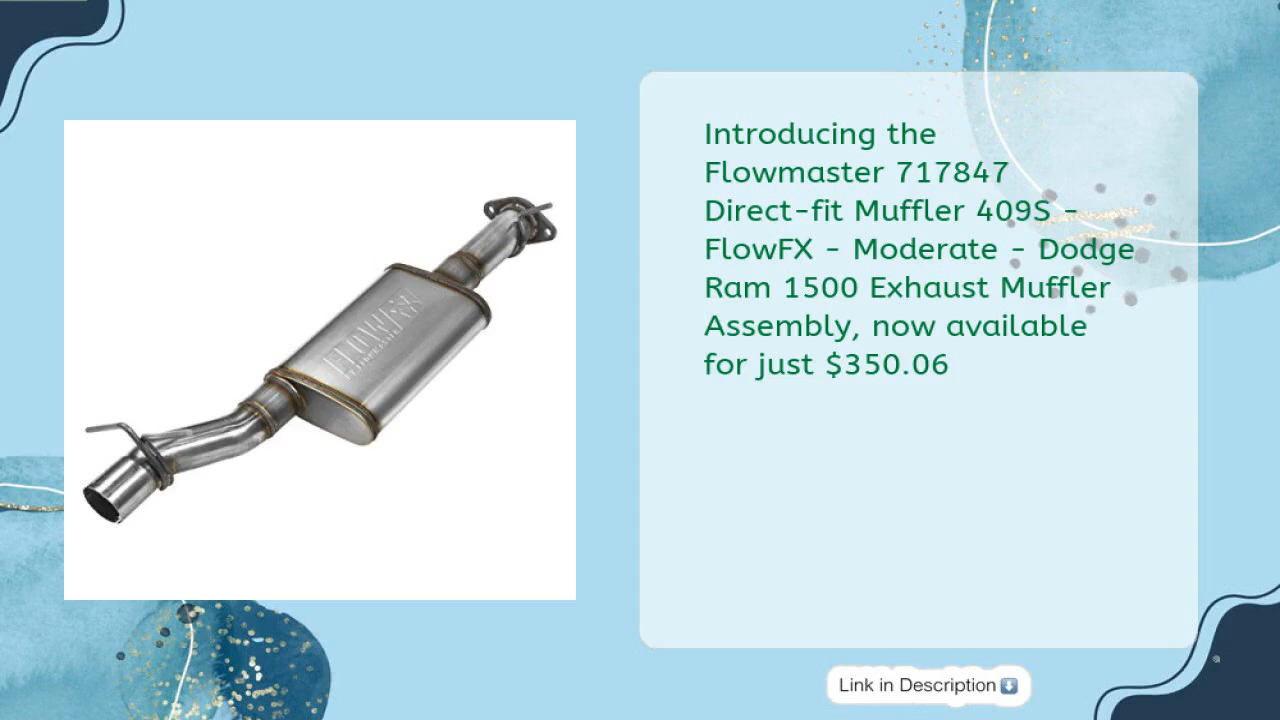 FLOWFX
Introducing the
Flowmaster 717847
Direct-fit Muffler 409S -
FlowFX - Moderate - Dodge
Ram 1500 Exhaust Muffler
Assembly, now available
for just $350.06
Link in Description